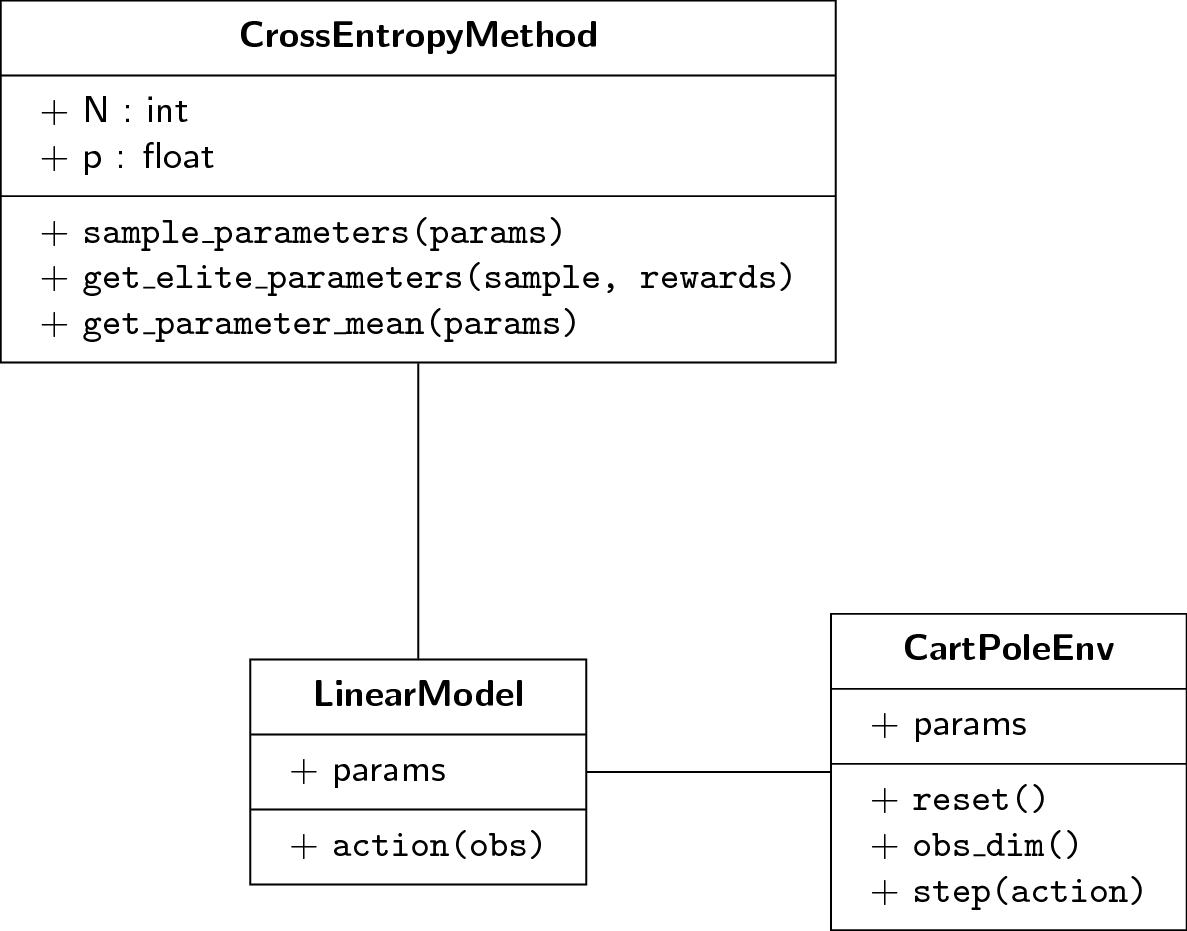 CrossEntropyMethod
+ N : int
+ p : float
+ sample_parameters(params)
+ get_elite_parameters(sample, rewards)
+ get_parameter_mean(params)
LinearModel
+ params
+ action(obs)
CartPoleEnv
+ params
+ reset()
+ obs_dim()
+ step(action)